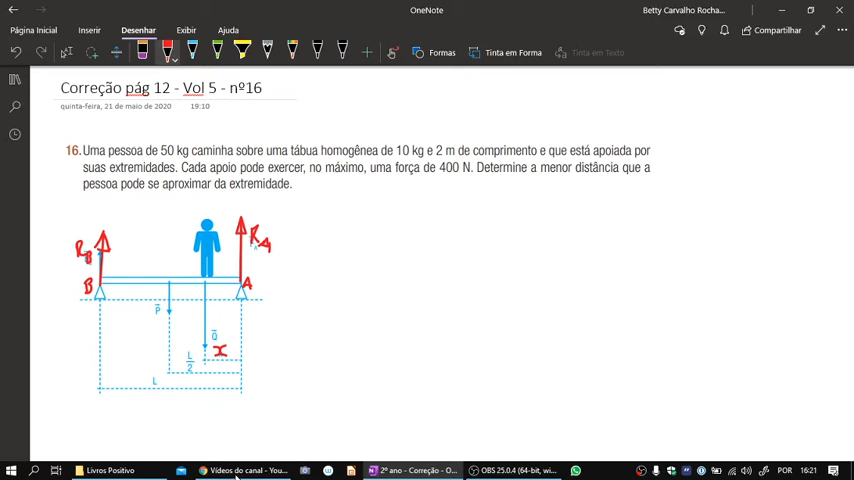 OneNote
Betty Carvalho Rocha...
Página Inicial Inserir Desenhar Exibir Ajuda
Compartilhar
Formas Tinta em Forma Tinta em Texto
Correção pág 12 - Vol 5 - nº16
quinta-feira, 21 de maio de 2020 19:10
16. Uma pessoa de 50 kg caminha sobre uma tábua homogênea de 10 kg e 2 m de comprimento e que está apoiada por
suas extremidades. Cada apoio pode exercer, no máximo, uma força de 400 N. Determine a menor distância que a
pessoa pode se aproximar da extremidade.
RB
RA
B
A
P
Q
x
L
2
L
Livros Positivo
Vídeos do canal - You...
2º ano - Correção - O...
OBS 25.0.4 (64-bit, wi...
POR 16:21